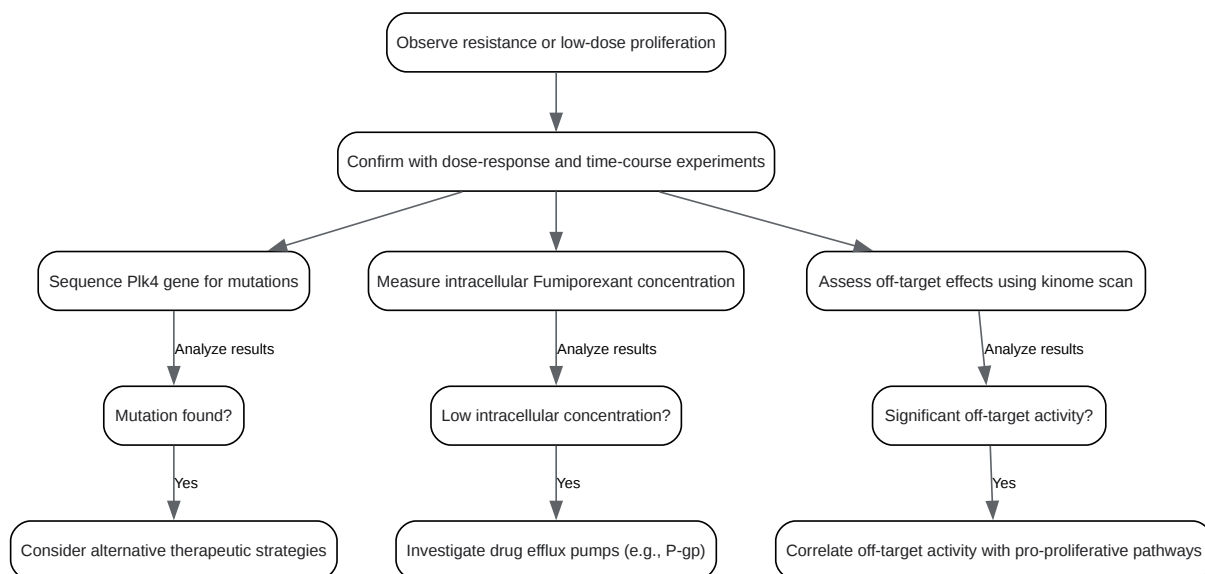 Observe resistance or low-dose proliferation
Confirm with dose-response and time-course experiments
Sequence Plk4 gene for mutations
Measure intracellular Fumiporexant concentration
Assess off-target effects using kinome scan
Analyze results
Analyze results
Analyze results
Mutation found?
Low intracellular concentration?
Significant off-target activity?
Yes
Yes
Yes
Consider alternative therapeutic strategies
Investigate drug efflux pumps (e.g., P-gp)
Correlate off-target activity with pro-proliferative pathways